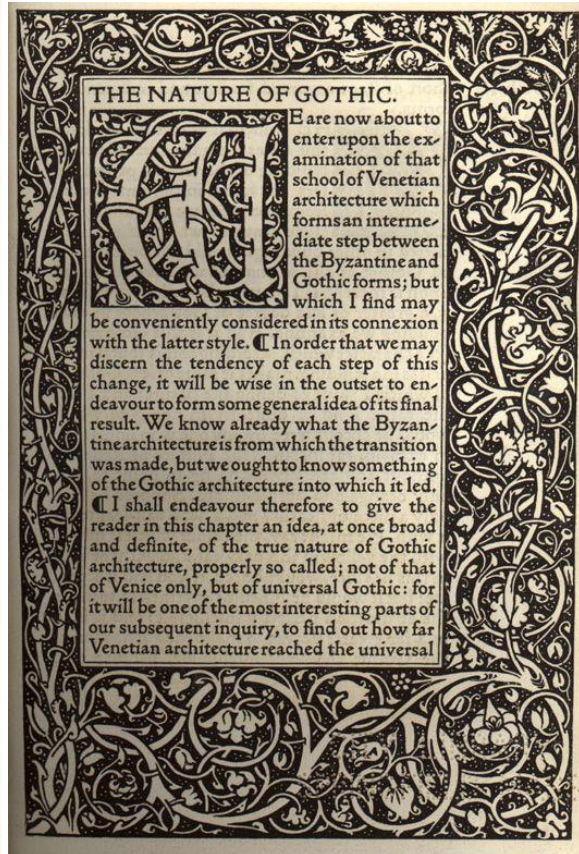 THE NATURE OF GOTHIC.
WE are now about to
enter upon the ex-
amination of that
school of Venetian
architecture which
forms an interme-
diate step between
the Byzantine and
Gothic forms; but
which I find may
be conveniently considered in its connexion
with the latter style. ⁋ In order that we may
discern the tendency of each step of this
change, it will be wise in the outset to en-
deavour to form some general idea of its final
result. We know already what the Byzan-
tine architecture is from which the transition
was made, but we ought to know something
of the Gothic architecture into which it led.
⁋ I shall endeavour therefore to give the
reader in this chapter an idea, at once broad
and definite, of the true nature of Gothic
architecture, properly so called; not of that
of Venice only, but of universal Gothic: for
it will be one of the most interesting parts of
our subsequent inquiry, to find out how far
Venetian architecture reached the universal